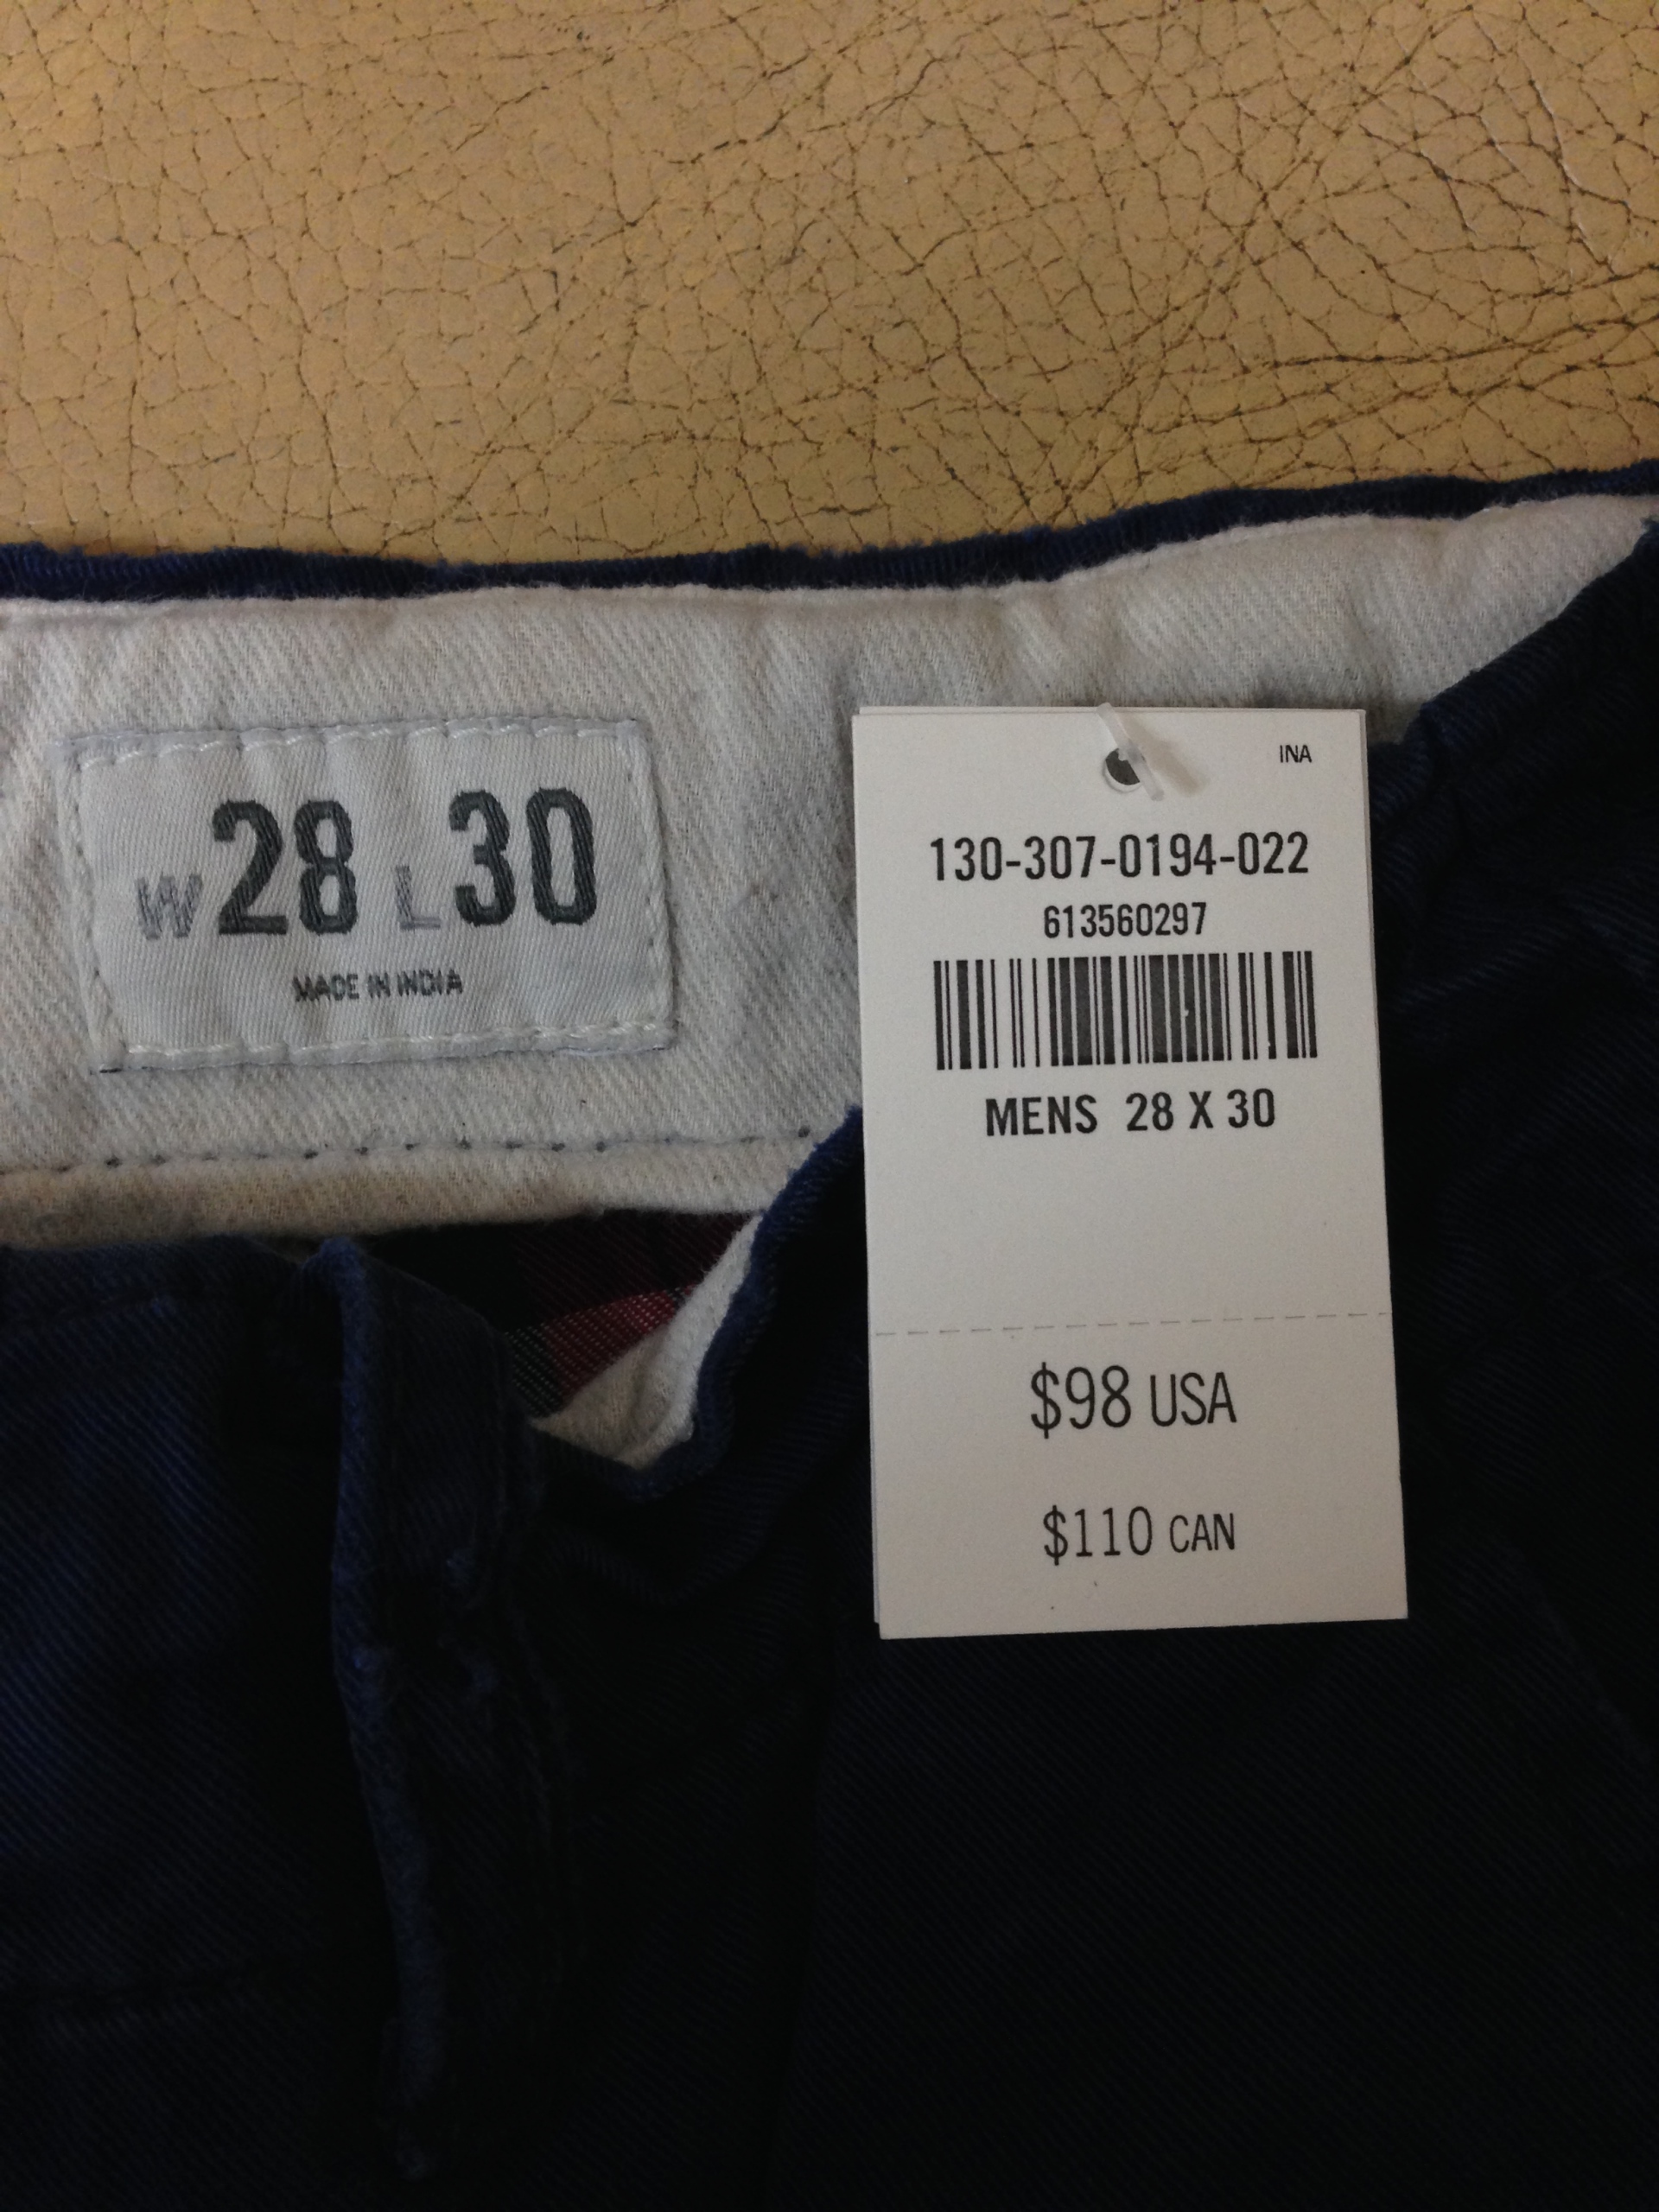 W28 L30
MADE IN INDIA
INA
130-307-0194-022
613560297
MENS 28 X 30
$98 USA
$110 CAN